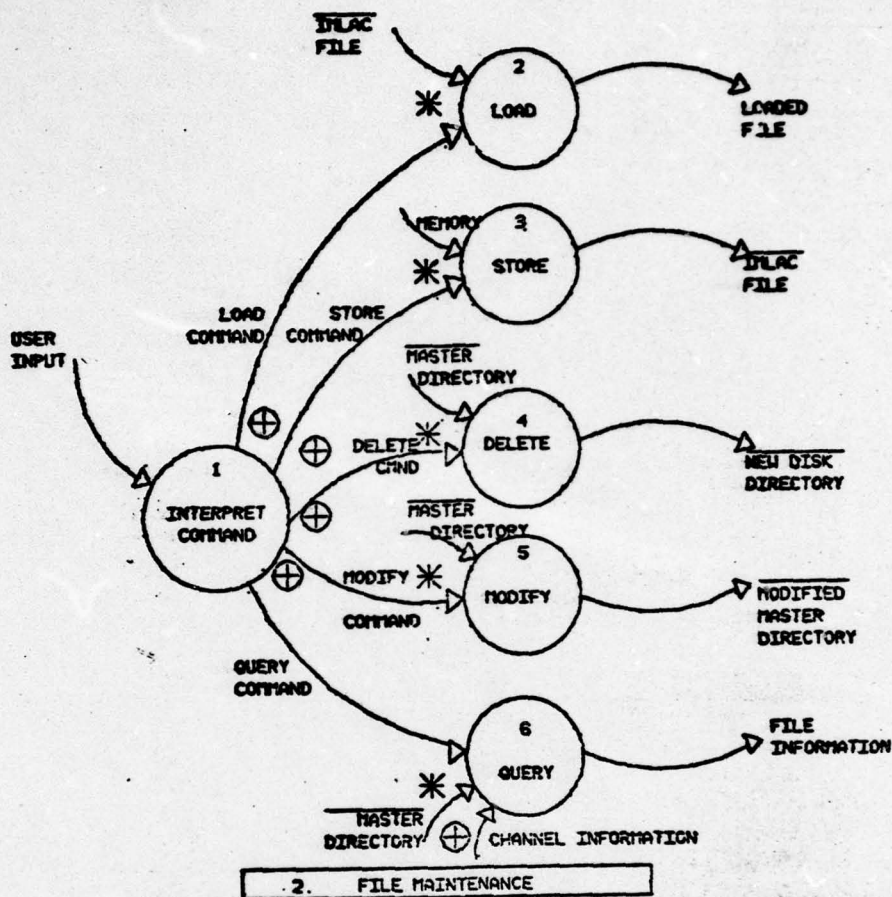 IMLAC
FILE
2
LOAD
LOADED
FILE
MEMORY
3
STORE
IMLAC
FILE
LOAD
COMMAND
STORE
COMMAND
USER
INPUT
MASTER
DIRECTORY
4
DELETE
DELETE
CMND
NEW DISK
DIRECTORY
1
INTERPRET
COMMAND
MASTER
DIRECTORY
5
MODIFY
MODIFY
COMMAND
MODIFIED
MASTER
DIRECTORY
QUERY
COMMAND
6
QUERY
FILE
INFORMATION
MASTER
DIRECTORY
CHANNEL INFORMATION
2. FILE MAINTENANCE